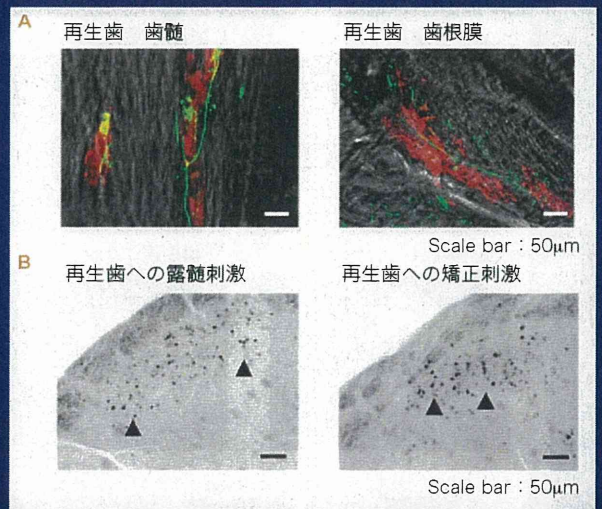 A
再生歯 歯髄
再生歯 歯根膜
Scale bar：50μm
B
再生歯への露髄刺激
再生歯への矯正刺激
Scale bar：50μm